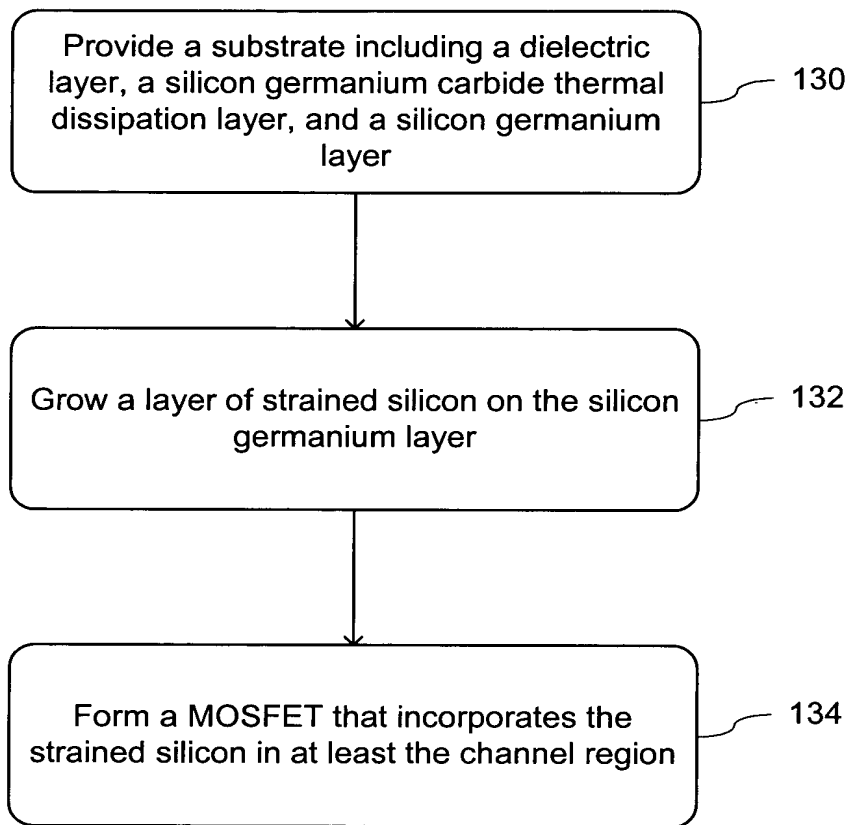 Provide a substrate including a dielectric
layer, a silicon germanium carbide thermal
dissipation layer, and a silicon germanium
layer
130
Grow a layer of strained silicon on the silicon
germanium layer
132
Form a MOSFET that incorporates the
strained silicon in at least the channel region
134